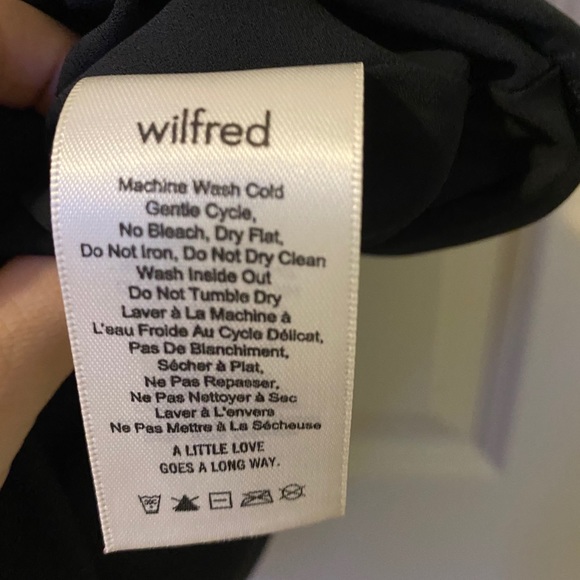 wilfred
Machine Wash Cold
Gentle Cycle,
No Bleach, Dry Flat,
Do Not Iron, Do Not Dry Clean
Wash Inside Out
Do Not Tumble Dry
Laver à La Machine à
L'eau Froide Au Cycle Délicat,
Pas De Blanchiment,
Sécher à Plat,
Ne Pas Repasser,
Ne Pas Nettoyer à Sec
Laver à L'envers
Ne Pas Mettre à La Sécheuse
A LITTLE LOVE
GOES A LONG WAY.